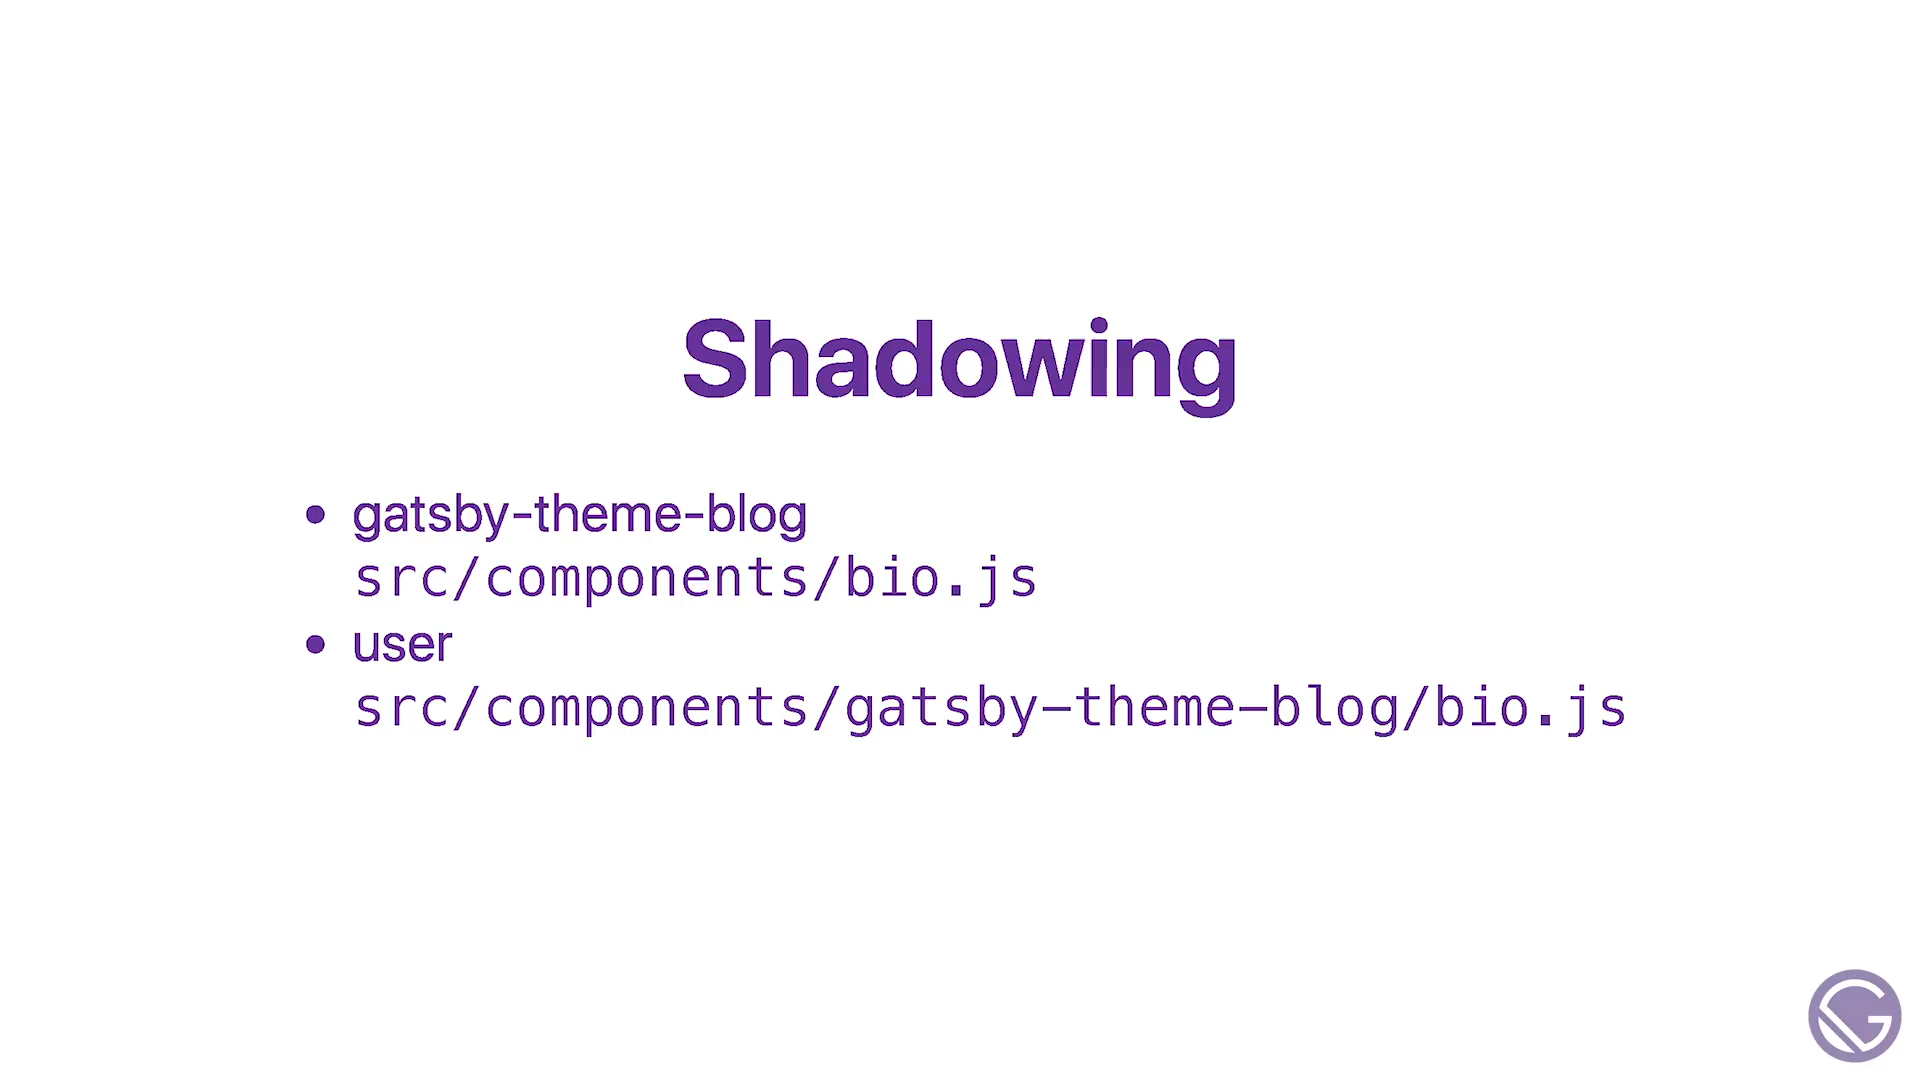 Shadowing
• gatsby-theme-blog
src/components/bio.js
• user
src/components/gatsby-theme-blog/bio.js